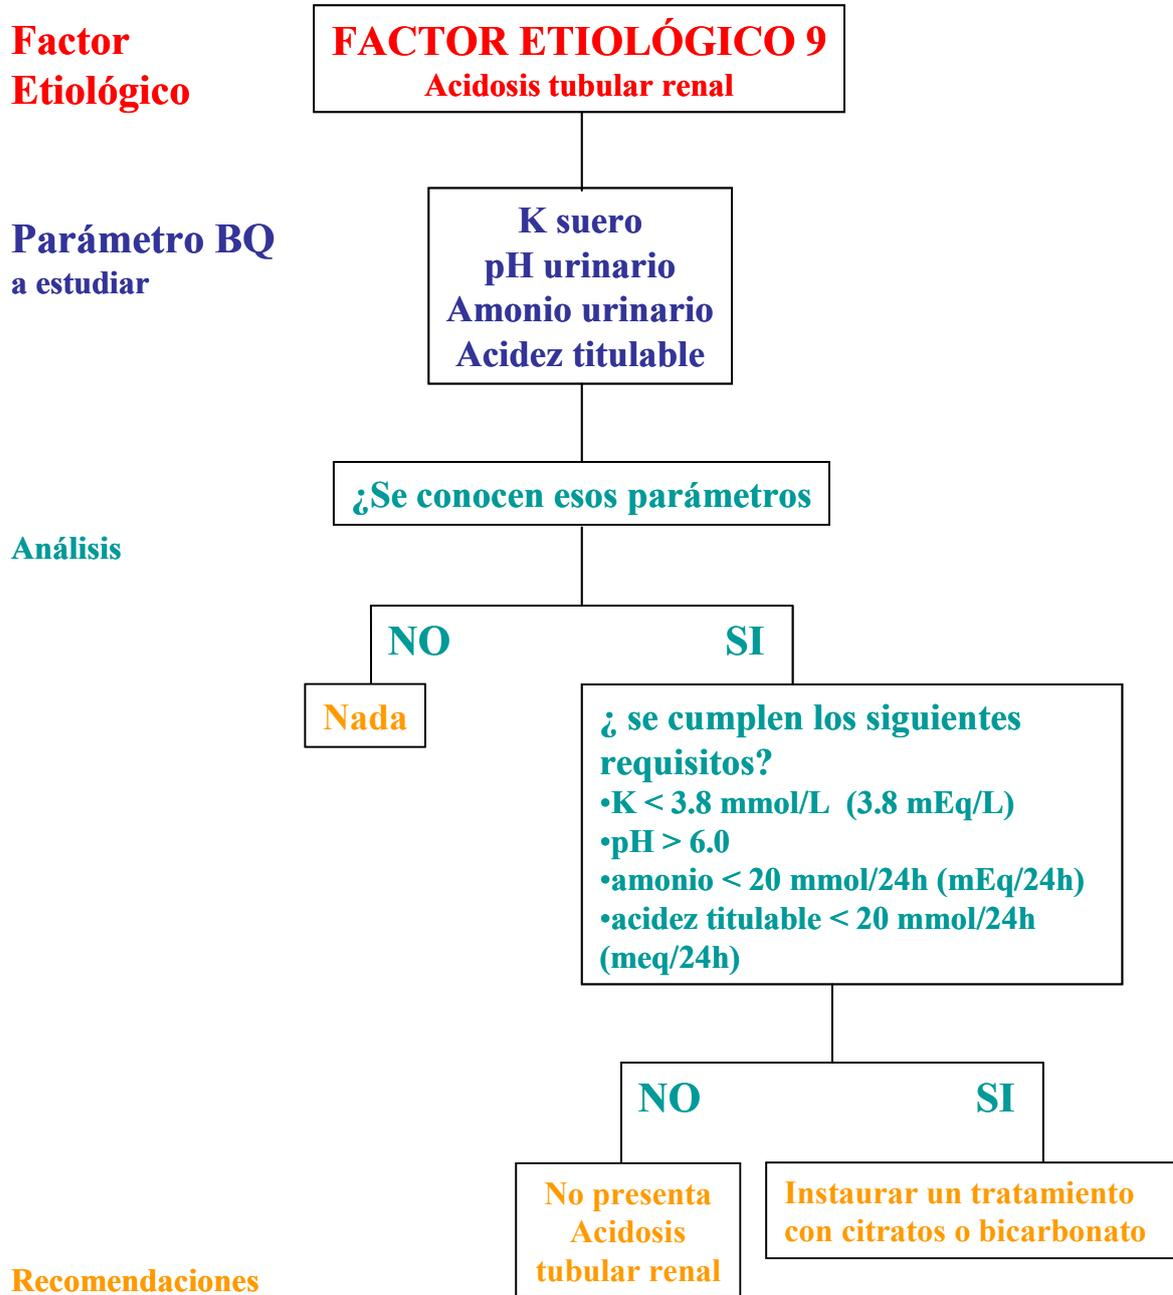 Factor
Etiológico
FACTOR ETIOLÓGICO 9
Acidosis tubular renal
Parámetro BQ
a estudiar
K suero
pH urinario
Amonio urinario
Acidez titulable
¿Se conocen esos parámetros
Análisis
NO
SI
Nada
¿ se cumplen los siguientes
requisitos?
•K < 3.8 mmol/L (3.8 mEq/L)
•pH > 6.0
•amonio < 20 mmol/24h (mEq/24h)
•acidez titulable < 20 mmol/24h
(meq/24h)
NO
SI
No presenta
Acidosis
tubular renal
Instaurar un tratamiento
con citratos o bicarbonato
Recomendaciones